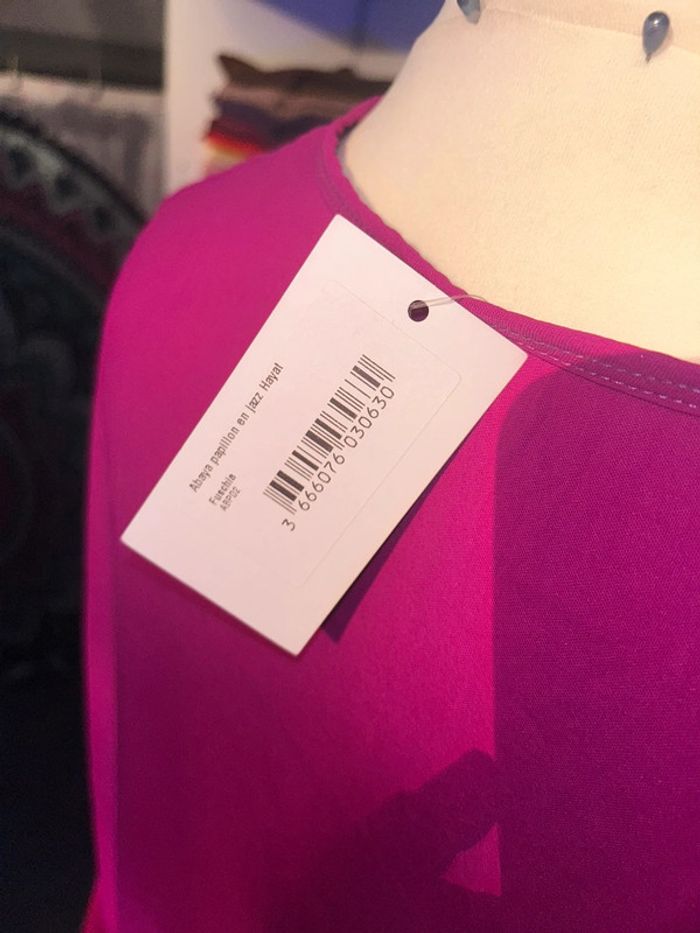 Abaya papillon en jazz Hayat
Fuschia
ABP02
3 666076 030630